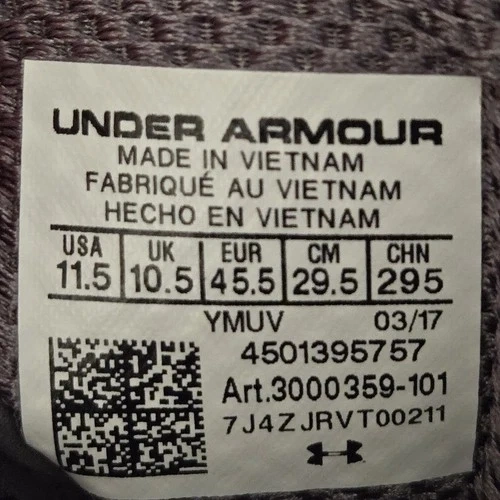 UNDER ARMOUR
MADE IN VIETNAM
FABRIQUÉ AU VIETNAM
HECHO EN VIETNAM
USA UK EUR CM CHN
11.5 10.5 45.5 29.5 295
YMUV 03/17
4501395757
Art.3000359-101
7J4ZJRVT00211